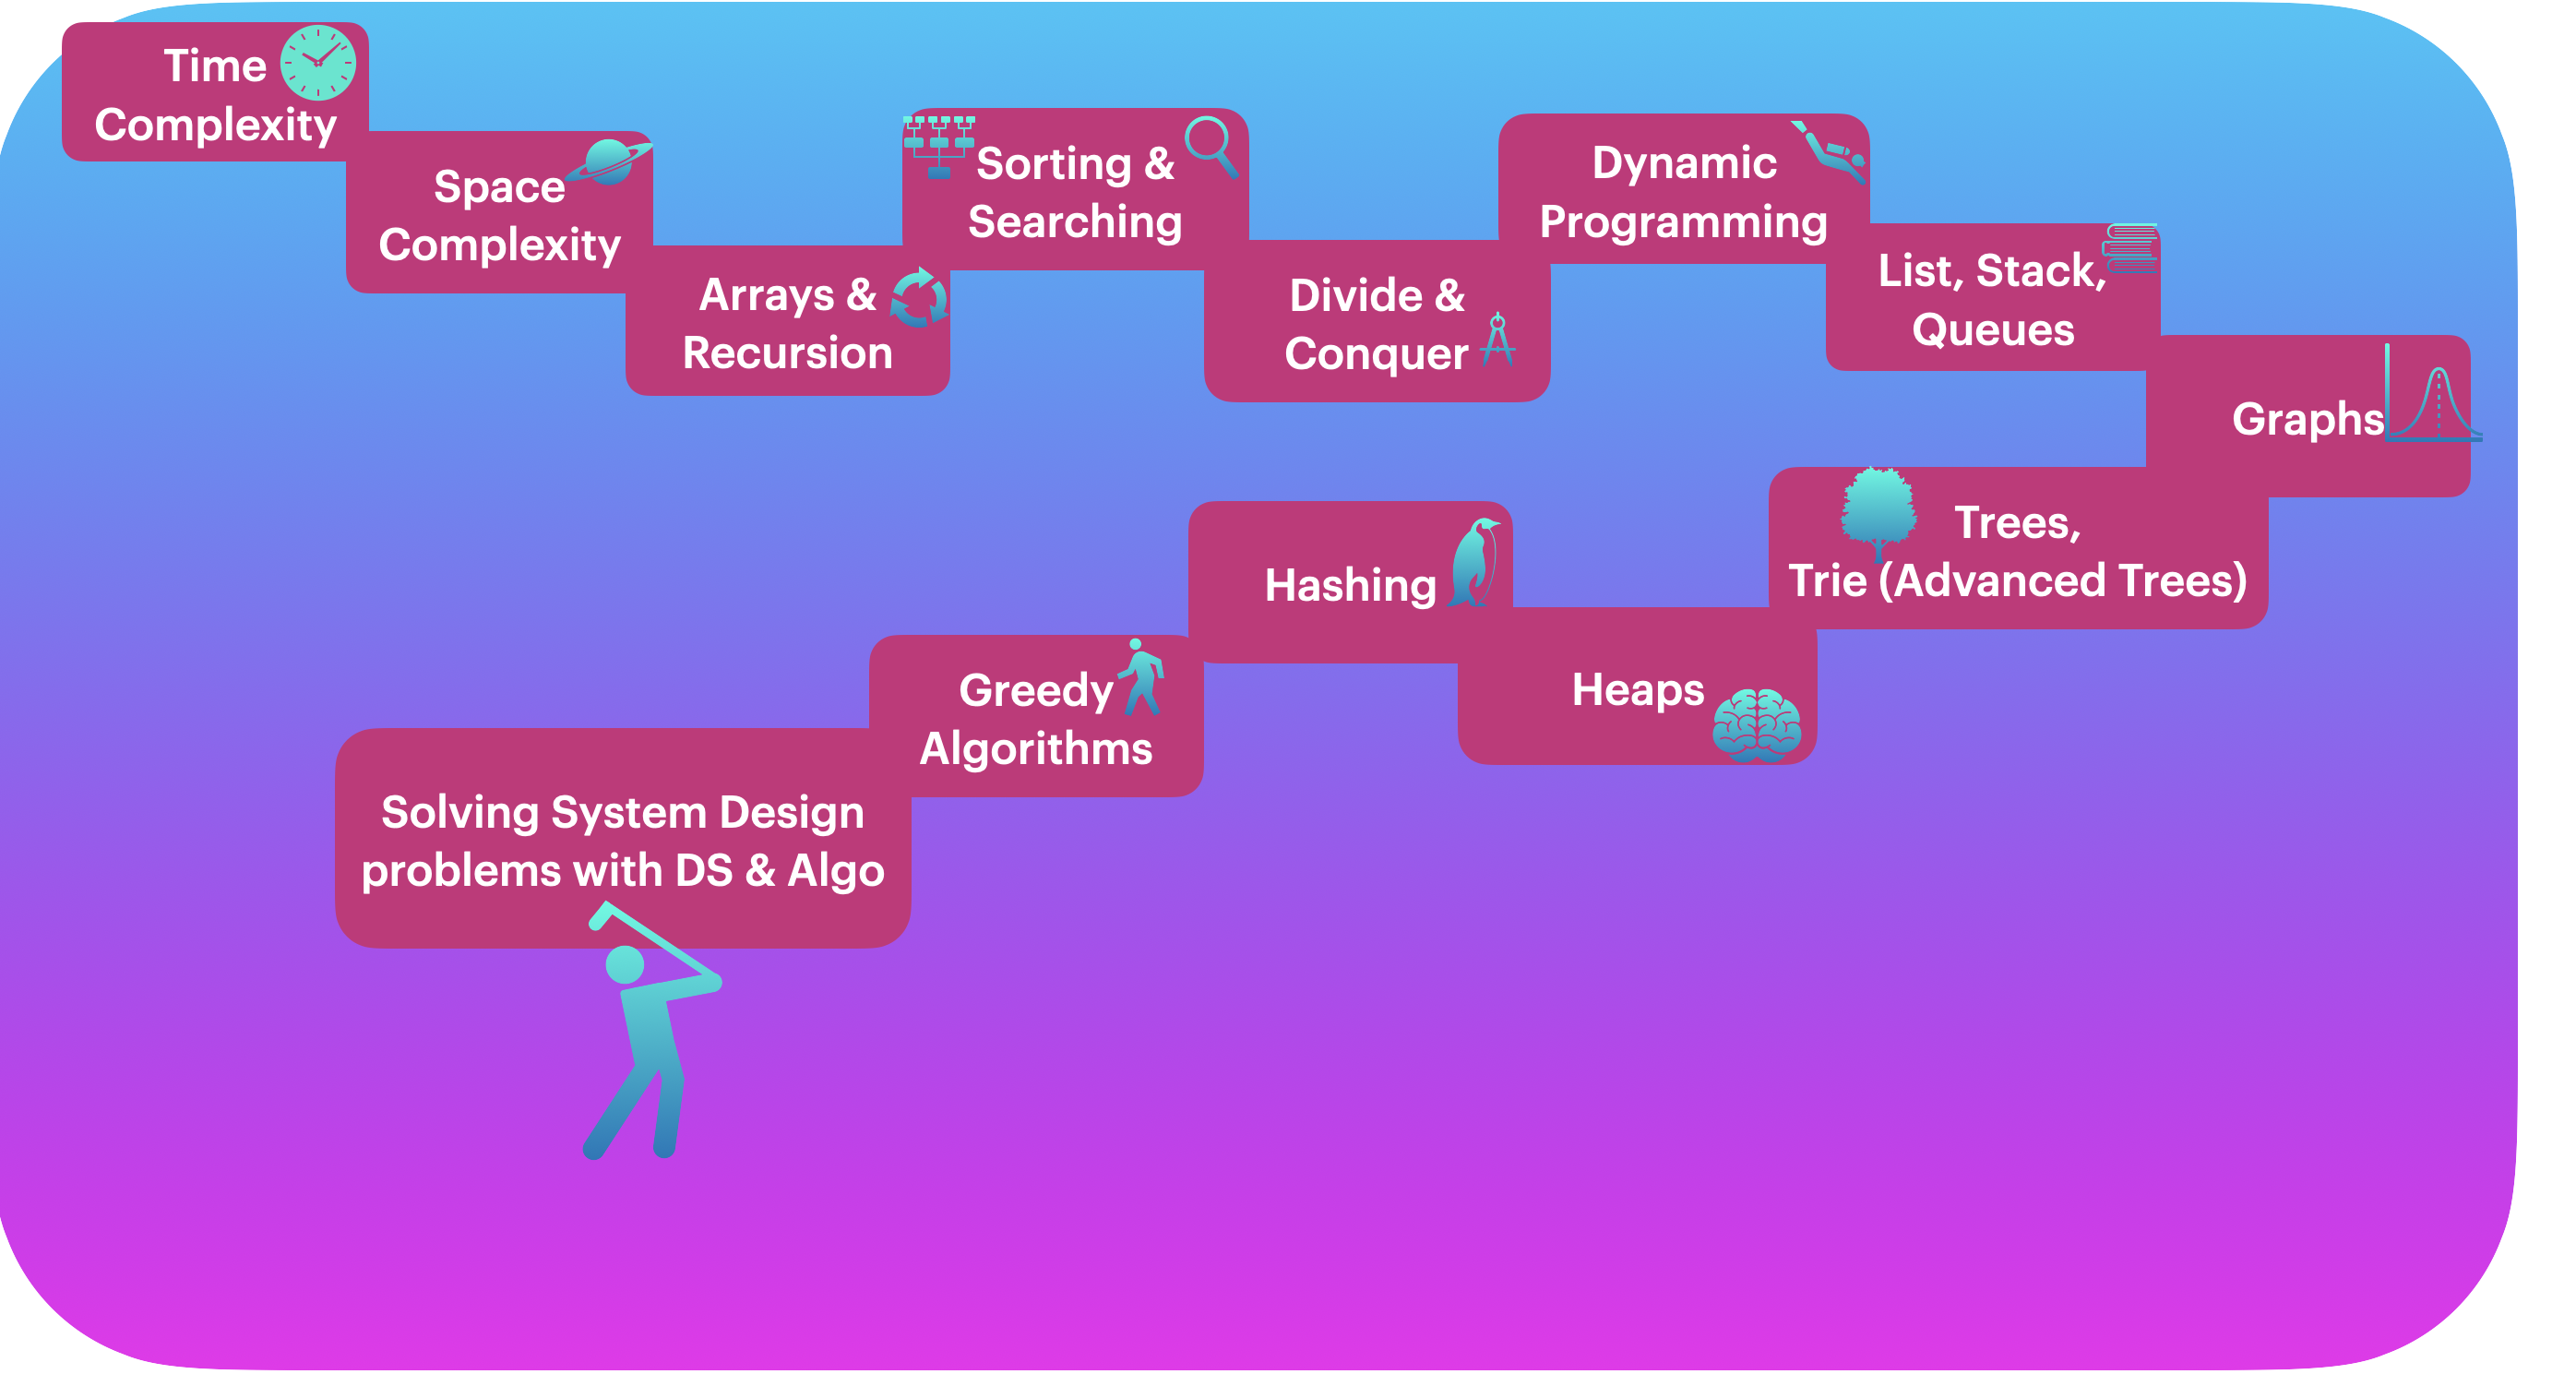 Time
Complexity
Space
Complexity
Arrays &
Recursion
Sorting &
Searching
Divide &
Conquer
Dynamic
Programming
List, Stack,
Queues
Graphs
Trees,
Trie (Advanced Trees)
Heaps
Hashing
Greedy
Algorithms
Solving System Design
problems with DS & Algo